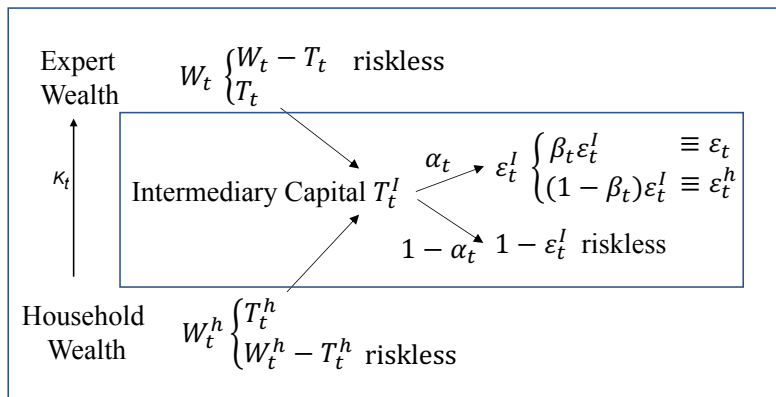 Expert
Wealth
W_t { W_t − T_t riskless
T_t
κ_t
Intermediary Capital T_t^I
α_t
ε_t^I { β_t ε_t^I ≡ ε_t
(1 − β_t)ε_t^I ≡ ε_t^h
1 − α_t 1 − ε_t^I riskless
Household
Wealth
W_t^h { T_t^h
W_t^h − T_t^h riskless